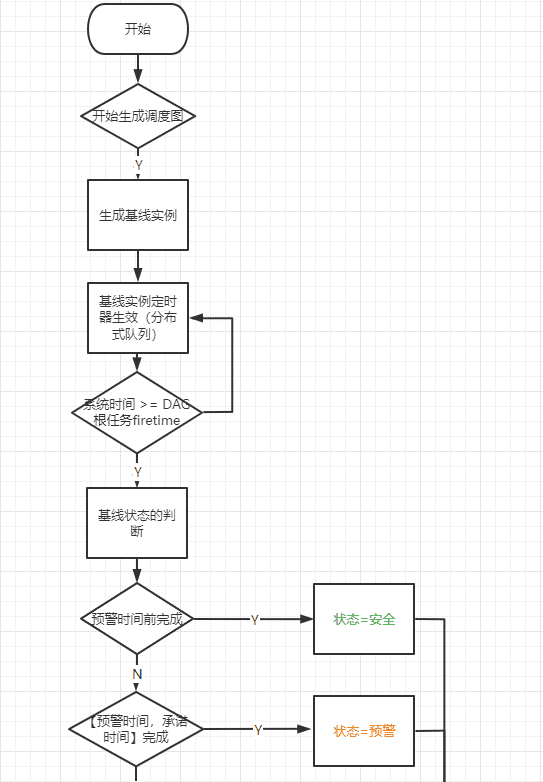 开始
开始生成调度图
Y
生成基线实例
基线实例定时
器生效（分布
式队列）
系统时间 >= DAG
根任务firetime
Y
基线状态的判
断
预警时间前完成
Y
状态=安全
N
【预警时间，承诺
时间】完成
Y
状态=预警